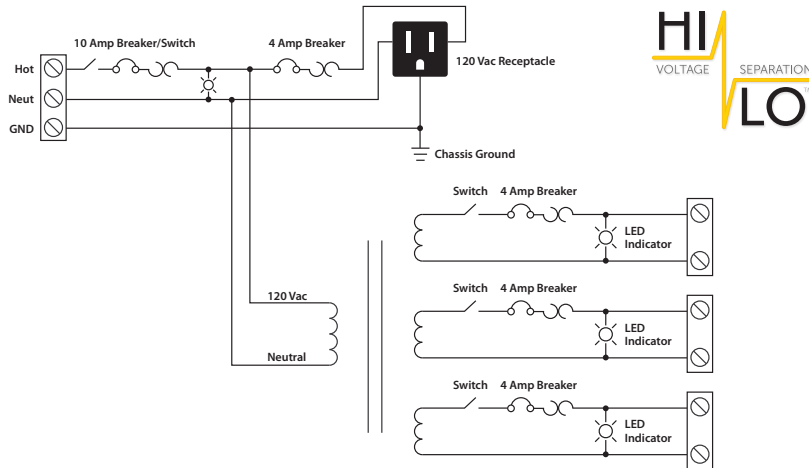 10 Amp Breaker/Switch
4 Amp Breaker
Hot
Neut
GND
120 Vac Receptacle
Chassis Ground
HI
VOLTAGE SEPARATION
LO™
Switch 4 Amp Breaker
LED
Indicator
120 Vac
Neutral
Switch 4 Amp Breaker
LED
Indicator
Switch 4 Amp Breaker
LED
Indicator